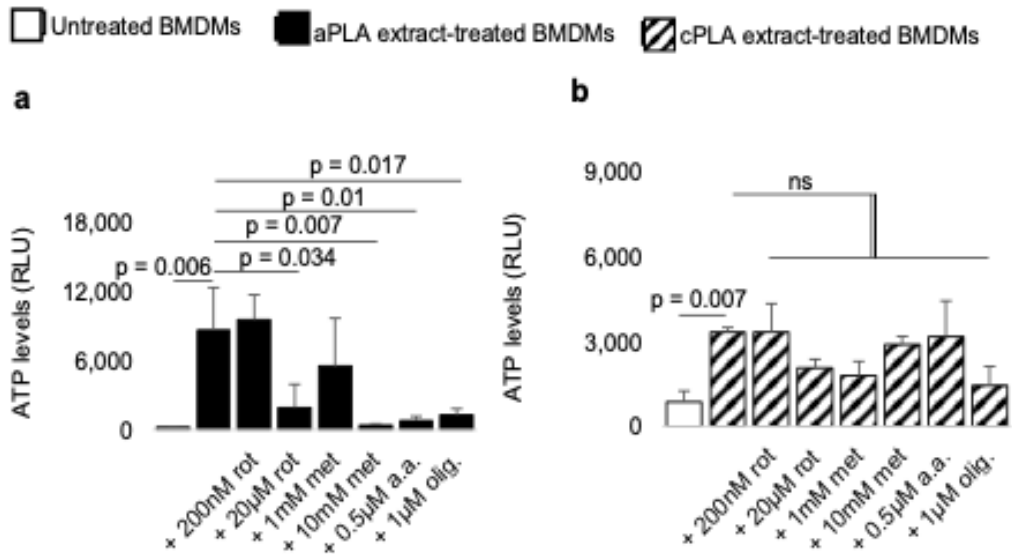 Untreated BMDMs aPLA extract-treated BMDMs cPLA extract-treated BMDMs
a
p = 0.017
p = 0.01
p = 0.007
p = 0.034
p = 0.006
ATP levels (RLU)
18,000
12,000
6,000
0
+ 200nM rot
+ 20µM rot
+ 1mM met
+ 10mM met
+ 0.5µM a.a.
+ 1µM olig.
b
ns
p = 0.007
ATP levels (RLU)
9,000
6,000
3,000
0
+ 200nM rot
+ 20µM rot
+ 1mM met
+ 10mM met
+ 0.5µM a.a.
+ 1µM olig.